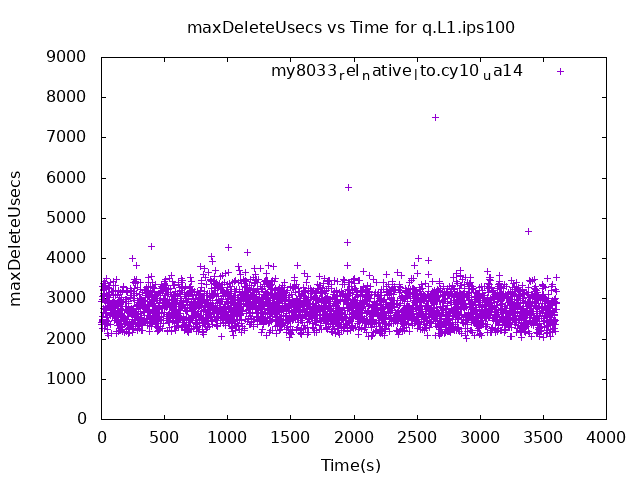 maxDeleteUsecs vs Time for q.L1.ips100
my8033_rel_native_lto.cy10_ua14
9000
8000
7000
6000
5000
4000
3000
2000
1000
0
maxDeleteUsecs
0 500 1000 1500 2000 2500 3000 3500 4000
Time(s)